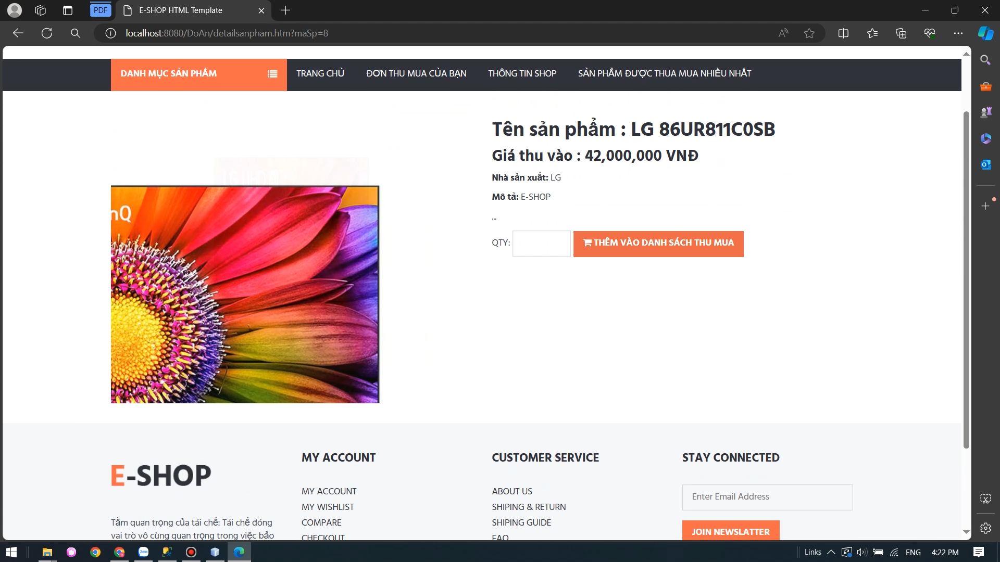 PDF
E-SHOP HTML Template
localhost:8080/DoAn/detailsanpham.htm?maSp=8
DANH MỤC SẢN PHẨM
TRANG CHỦ
ĐƠN THU MUA CỦA BẠN
THÔNG TIN SHOP
SẢN PHẨM ĐƯỢC THUA MUA NHIỀU NHẤT
Tên sản phẩm : LG 86UR811C0SB
Giá thu vào : 42,000,000 VNĐ
Nhà sản xuất: LG
Mô tả: E-SHOP
...
QTY:
THÊM VÀO DANH SÁCH THU MUA
nQ
E-SHOP
Tầm quan trọng của tái chế: Tái chế đóng
vai trò vô cùng quan trọng trong việc bảo
MY ACCOUNT
MY ACCOUNT
MY WISHLIST
COMPARE
CHECKOUT
CUSTOMER SERVICE
ABOUT US
SHIPING & RETURN
SHIPING GUIDE
FAQ
STAY CONNECTED
Enter Email Address
JOIN NEWSLATTER
Zalo
Links
ENG
4:22 PM